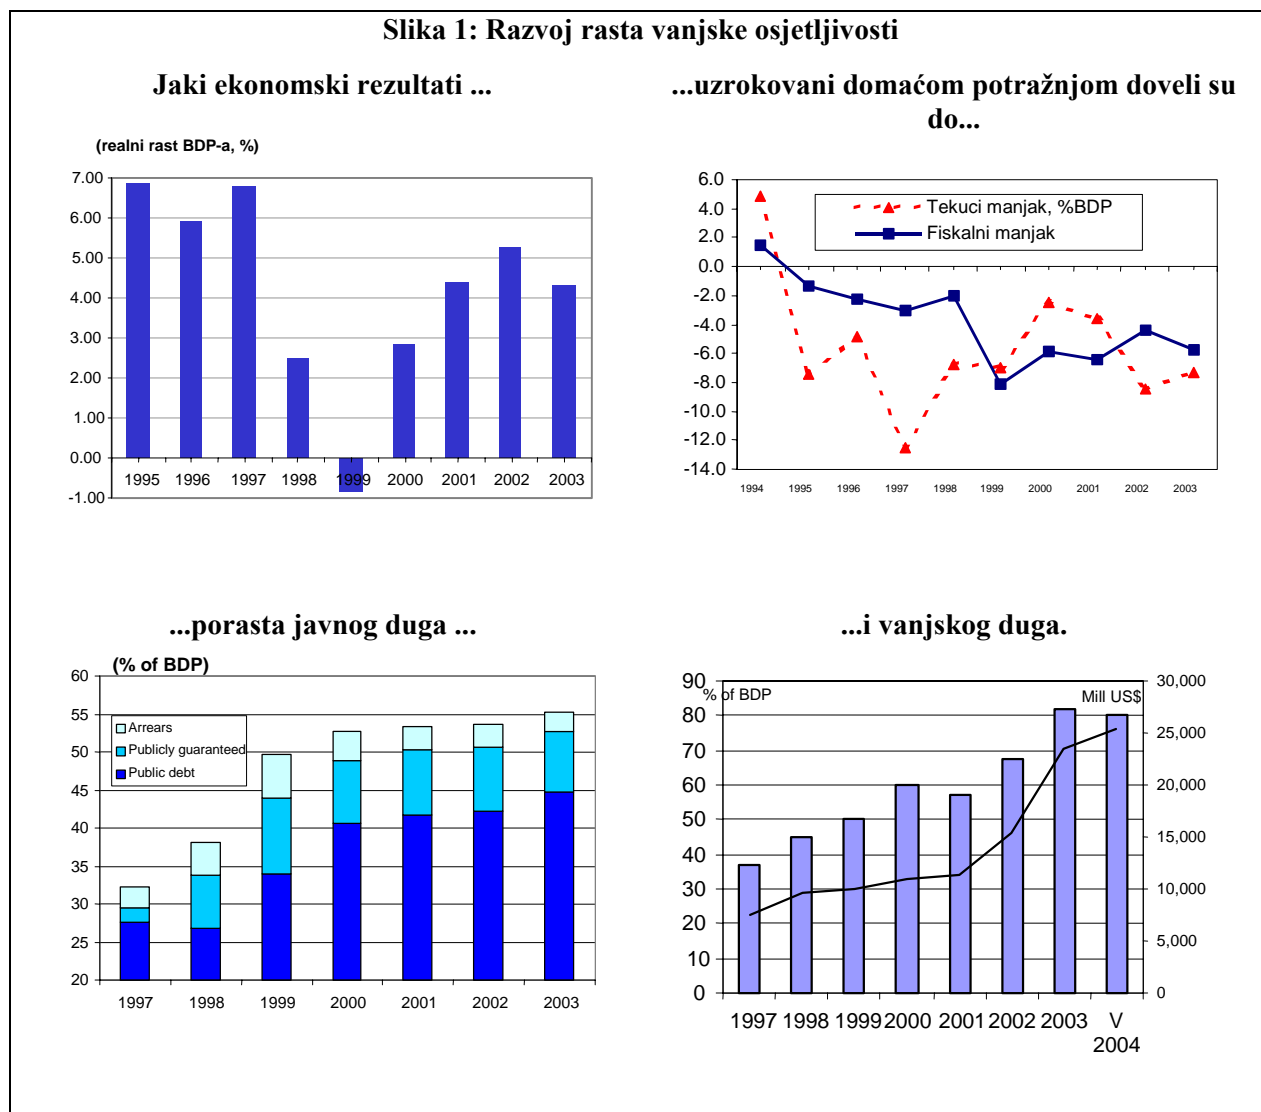 Slika 1: Razvoj rasta vanjske osjetljivosti
Jaki ekonomski rezultati ...
(realni rast BDP-a, %)
7.00
6.00
5.00
4.00
3.00
2.00
1.00
0.00
-1.00
1995 1996 1997 1998 1999 2000 2001 2002 2003
...uzrokovani domaćom potražnjom doveli su
do...
6.0
4.0
2.0
0.0
-2.0
-4.0
-6.0
-8.0
-10.0
-12.0
-14.0
Tekuci manjak, %BDP
Fiskalni manjak
1994 1995 1996 1997 1998 1999 2000 2001 2002 2003
...porasta javnog duga ...
(% of BDP)
60
55
50
45
40
35
30
25
20
Arrears
Publicly guaranteed
Public debt
1997 1998 1999 2000 2001 2002 2003
...i vanjskog duga.
% of BDP
Mill US$
90
80
70
60
50
40
30
20
10
0
30,000
25,000
20,000
15,000
10,000
5,000
0
1997 1998 1999 2000 2001 2002 2003 V
2004